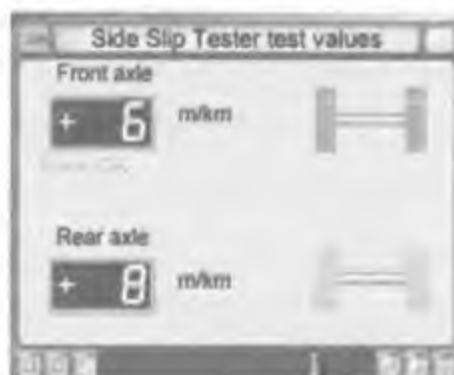 Side Slip Tester test values
Front axle
+ 6 m/km
Rear axle
+ 8 m/km